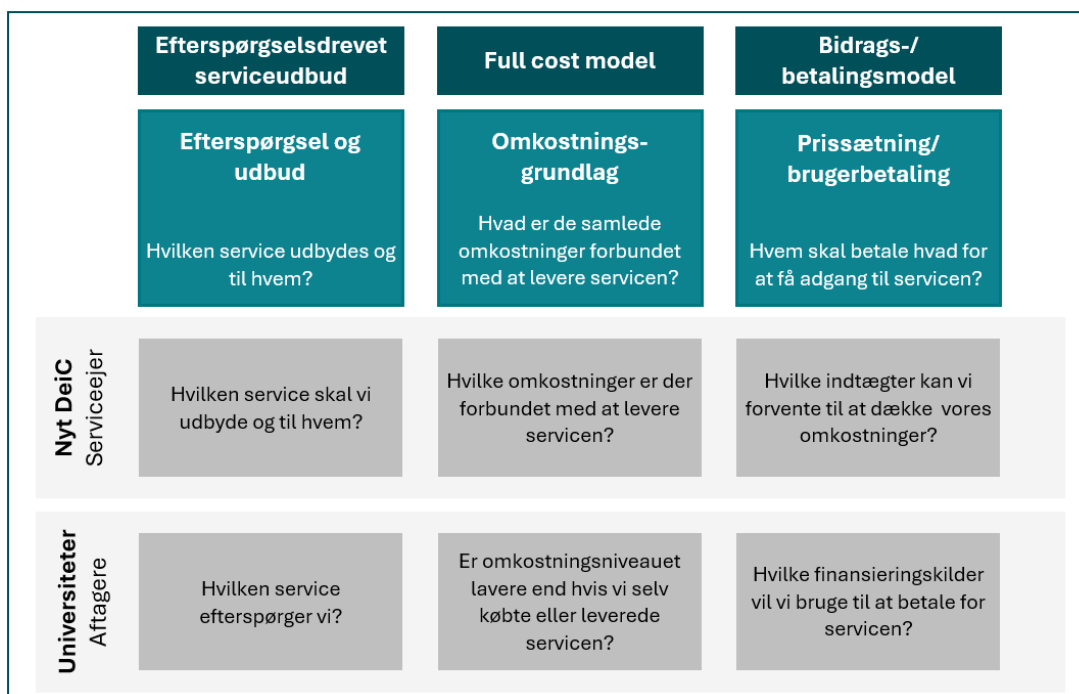 Efterspørgselsdrevet
serviceudbud
Full cost model
Bidrags-/
betalingsmodel
Efterspørgsel og
udbud
Hvilken service udbydes og
til hvem?
Omkostnings-
grundlag
Hvad er de samlede
omkostninger forbundet
med at levere servicen?
Prissætning/
brugerbetaling
Hvem skal betale hvad for
at få adgang til servicen?
Nyt DeiC
Serviceejer
Hvilken service skal vi
udbyde og til hvem?
Hvilke omkostninger er der
forbundet med at levere
servicen?
Hvilke indtægter kan vi
forvente til at dække vores
omkostninger?
Universiteter
Aftagere
Hvilken service
efterspørger vi?
Er omkostningsniveauet
lavere end hvis vi selv
købte eller leverede
servicen?
Hvilke finansieringskilder
vil vi bruge til at betale for
servicen?